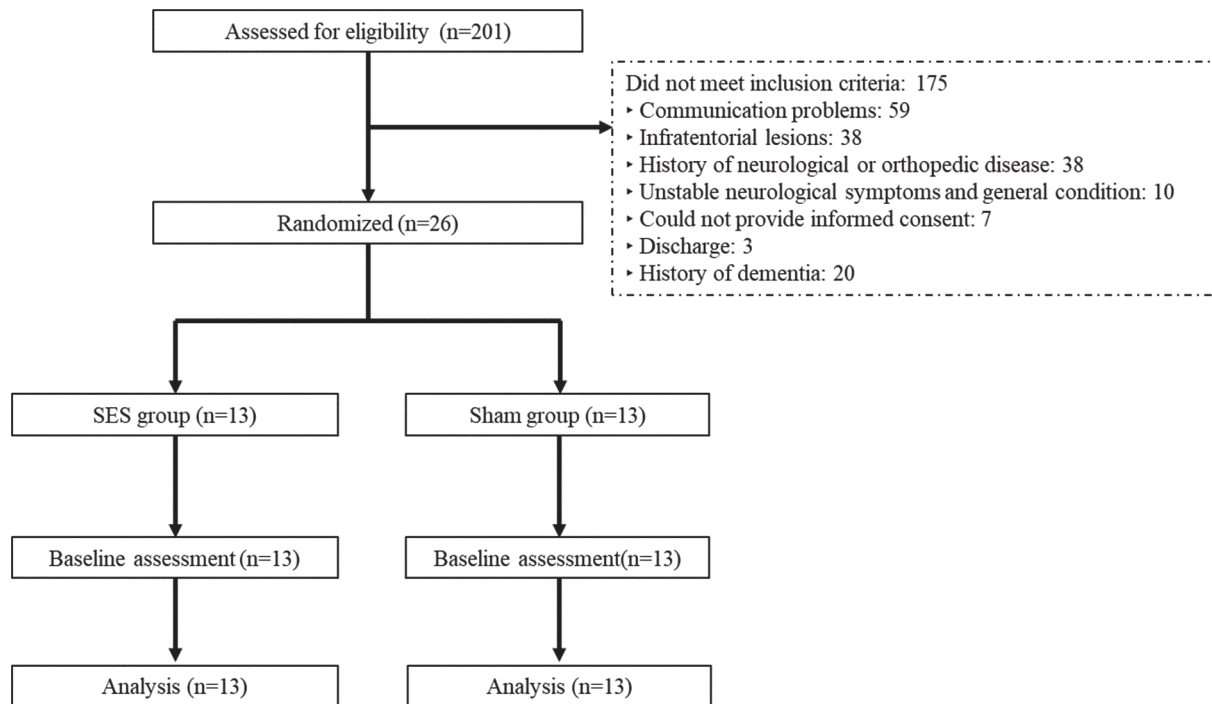 Assessed for eligibility (n=201)
Did not meet inclusion criteria: 175
‣ Communication problems: 59
‣ Infratentorial lesions: 38
‣ History of neurological or orthopedic disease: 38
‣ Unstable neurological symptoms and general condition: 10
‣ Could not provide informed consent: 7
‣ Discharge: 3
‣ History of dementia: 20
Randomized (n=26)
SES group (n=13)
Sham group (n=13)
Baseline assessment (n=13)
Baseline assessment(n=13)
Analysis (n=13)
Analysis (n=13)